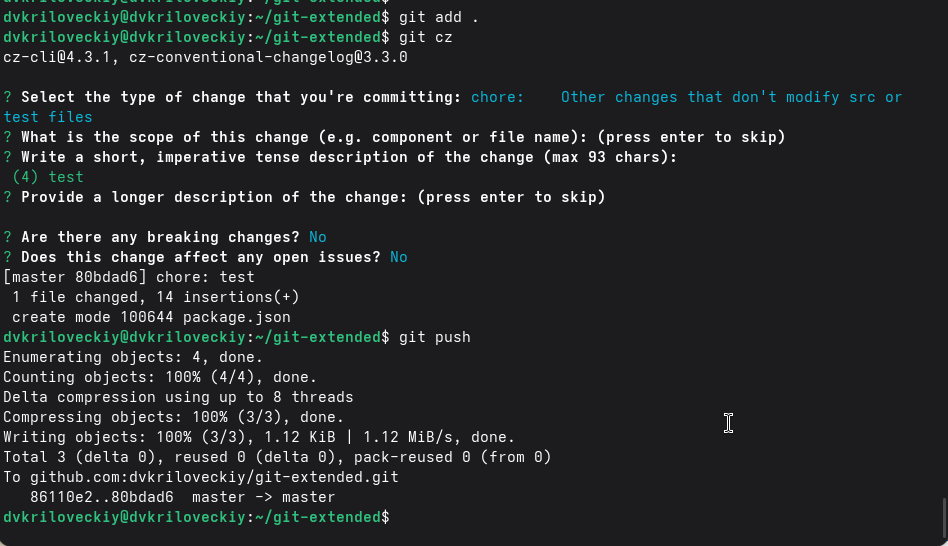 dvkriloveckiy@dvkriloveckiy:~/git-extended$
dvkriloveckiy@dvkriloveckiy:~/git-extended$ git add .
dvkriloveckiy@dvkriloveckiy:~/git-extended$ git cz
cz-cli@4.3.1, cz-conventional-changelog@3.3.0
? Select the type of change that you're committing: chore:    Other changes that don't modify src or
test files
? What is the scope of this change (e.g. component or file name): (press enter to skip)
? Write a short, imperative tense description of the change (max 93 chars):
 (4) test
? Provide a longer description of the change: (press enter to skip)
? Are there any breaking changes? No
? Does this change affect any open issues? No
[master 80bdad6] chore: test
 1 file changed, 14 insertions(+)
 create mode 100644 package.json
dvkriloveckiy@dvkriloveckiy:~/git-extended$ git push
Enumerating objects: 4, done.
Counting objects: 100% (4/4), done.
Delta compression using up to 8 threads
Compressing objects: 100% (3/3), done.
Writing objects: 100% (3/3), 1.12 KiB | 1.12 MiB/s, done.
Total 3 (delta 0), reused 0 (delta 0), pack-reused 0 (from 0)
To github.com:dvkriloveckiy/git-extended.git
   86110e2..80bdad6  master -> master
dvkriloveckiy@dvkriloveckiy:~/git-extended$